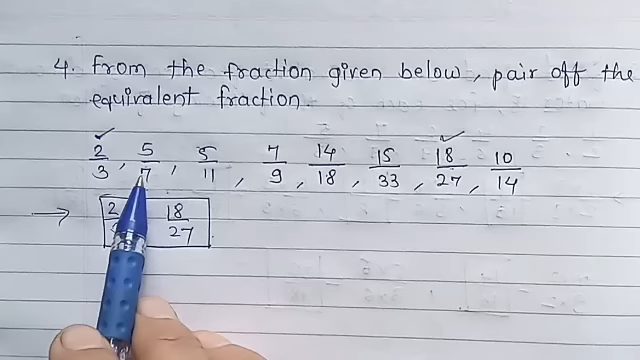 4. From the fraction given below, pair off the
equivalent fraction.
2/3, 5/7, 5/11, 7/9, 14/18, 15/33, 18/27, 10/14
→ 2 18/27